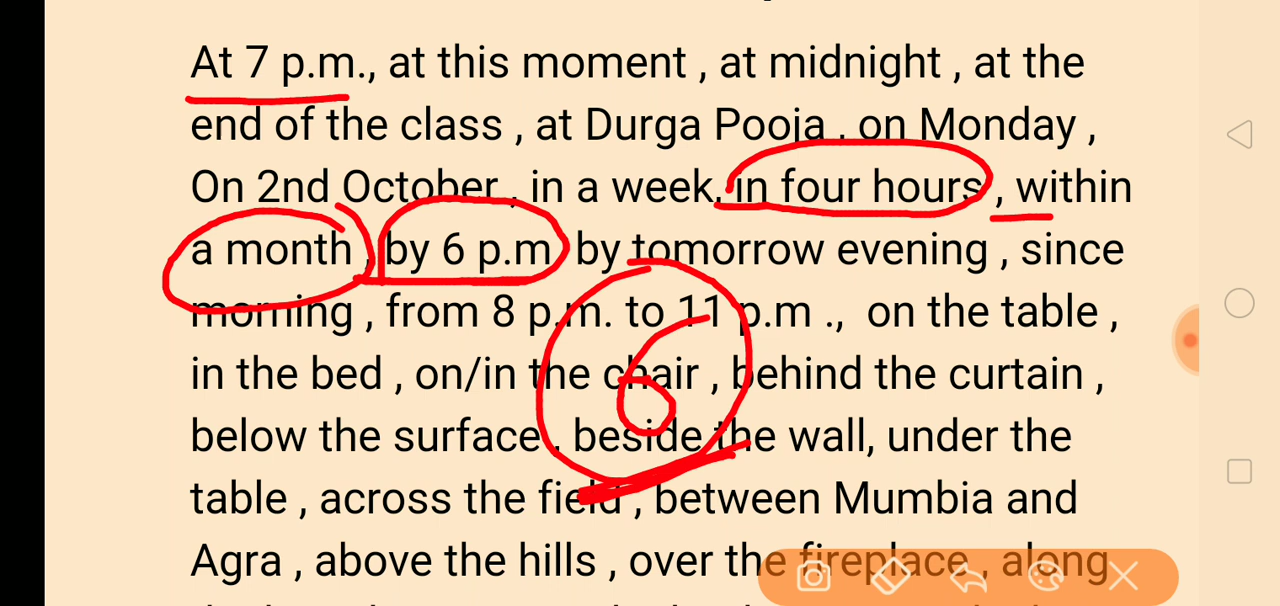 At 7 p.m., at this moment , at midnight , at the
end of the class , at Durga Pooja , on Monday ,
On 2nd October , in a week, in four hours , within
a month , by 6 p.m by tomorrow evening , since
morning , from 8 p.m. to 11 p.m ., on the table ,
in the bed , on/in the chair , behind the curtain ,
6
below the surface , beside the wall, under the
table , across the field , between Mumbia and
Agra , above the hills , over the fireplace , along